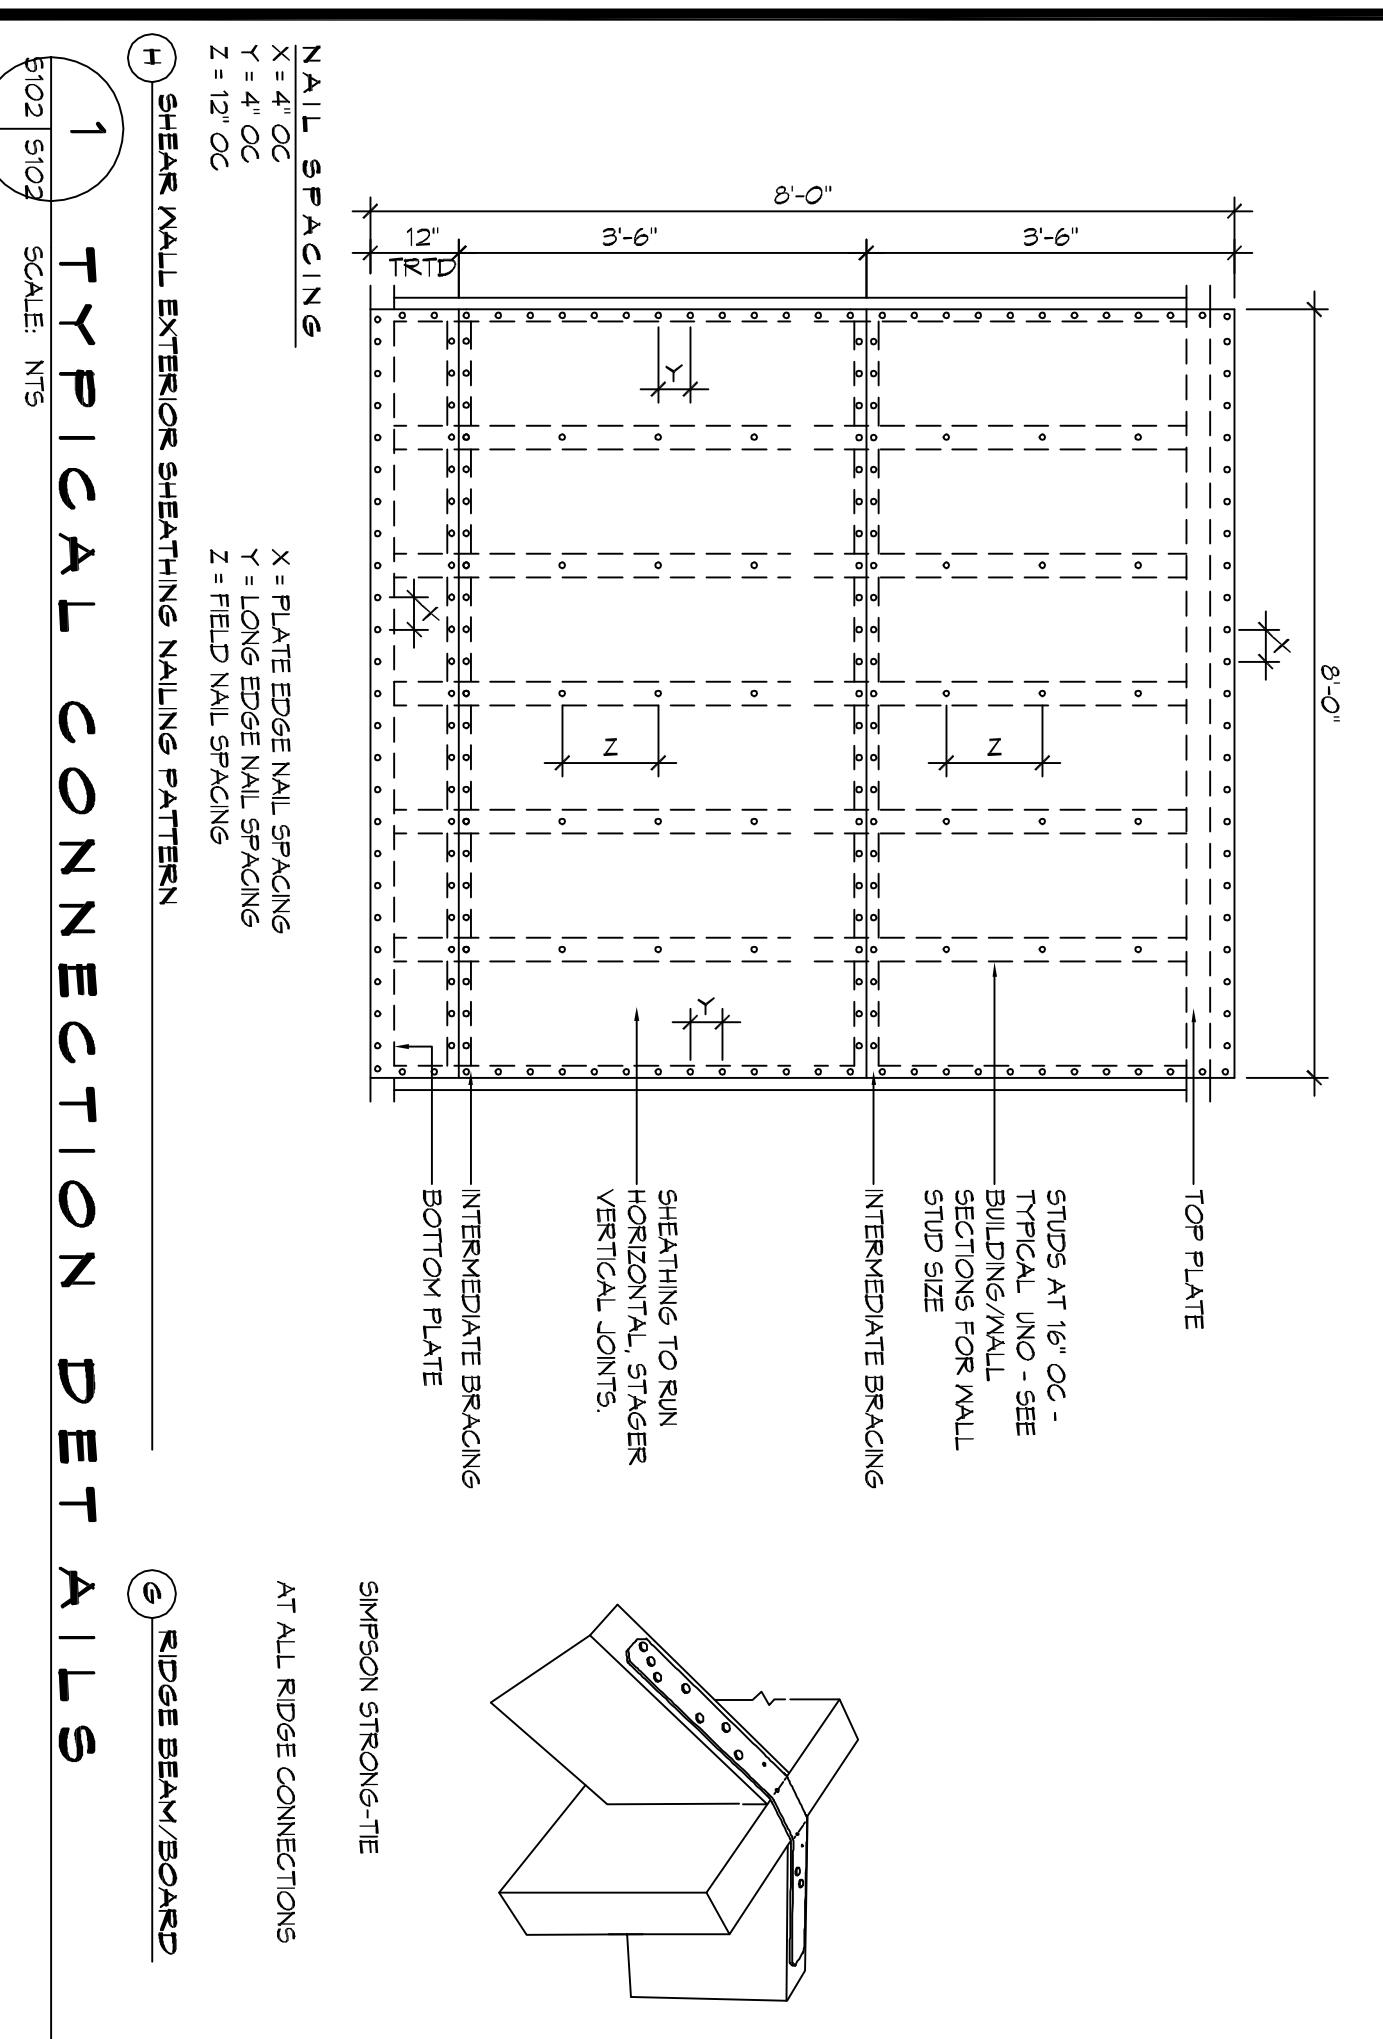 8'-0"
8'-0"
12"
TRTD
3'-6"
3'-6"
X
X
Y
Y
Z
Z
TOP PLATE
STUDS AT 16" OC -
TYPICAL UNO - SEE
BUILDING/WALL
SECTIONS FOR WALL
STUD SIZE
INTERMEDIATE BRACING
SHEATHING TO RUN
HORIZONTAL, STAGER
VERTICAL JOINTS.
INTERMEDIATE BRACING
BOTTOM PLATE
NAIL SPACING
X = 4" OC
Y = 4" OC
Z = 12" OC
X = PLATE EDGE NAIL SPACING
Y = LONG EDGE NAIL SPACING
Z = FIELD NAIL SPACING
H SHEAR WALL EXTERIOR SHEATHING NAILING PATTERN
SIMPSON STRONG-TIE
AT ALL RIDGE CONNECTIONS
G RIDGE BEAM/BOARD
1 TYPICAL CONNECTION DETAILS
S102 S102 SCALE: NTS